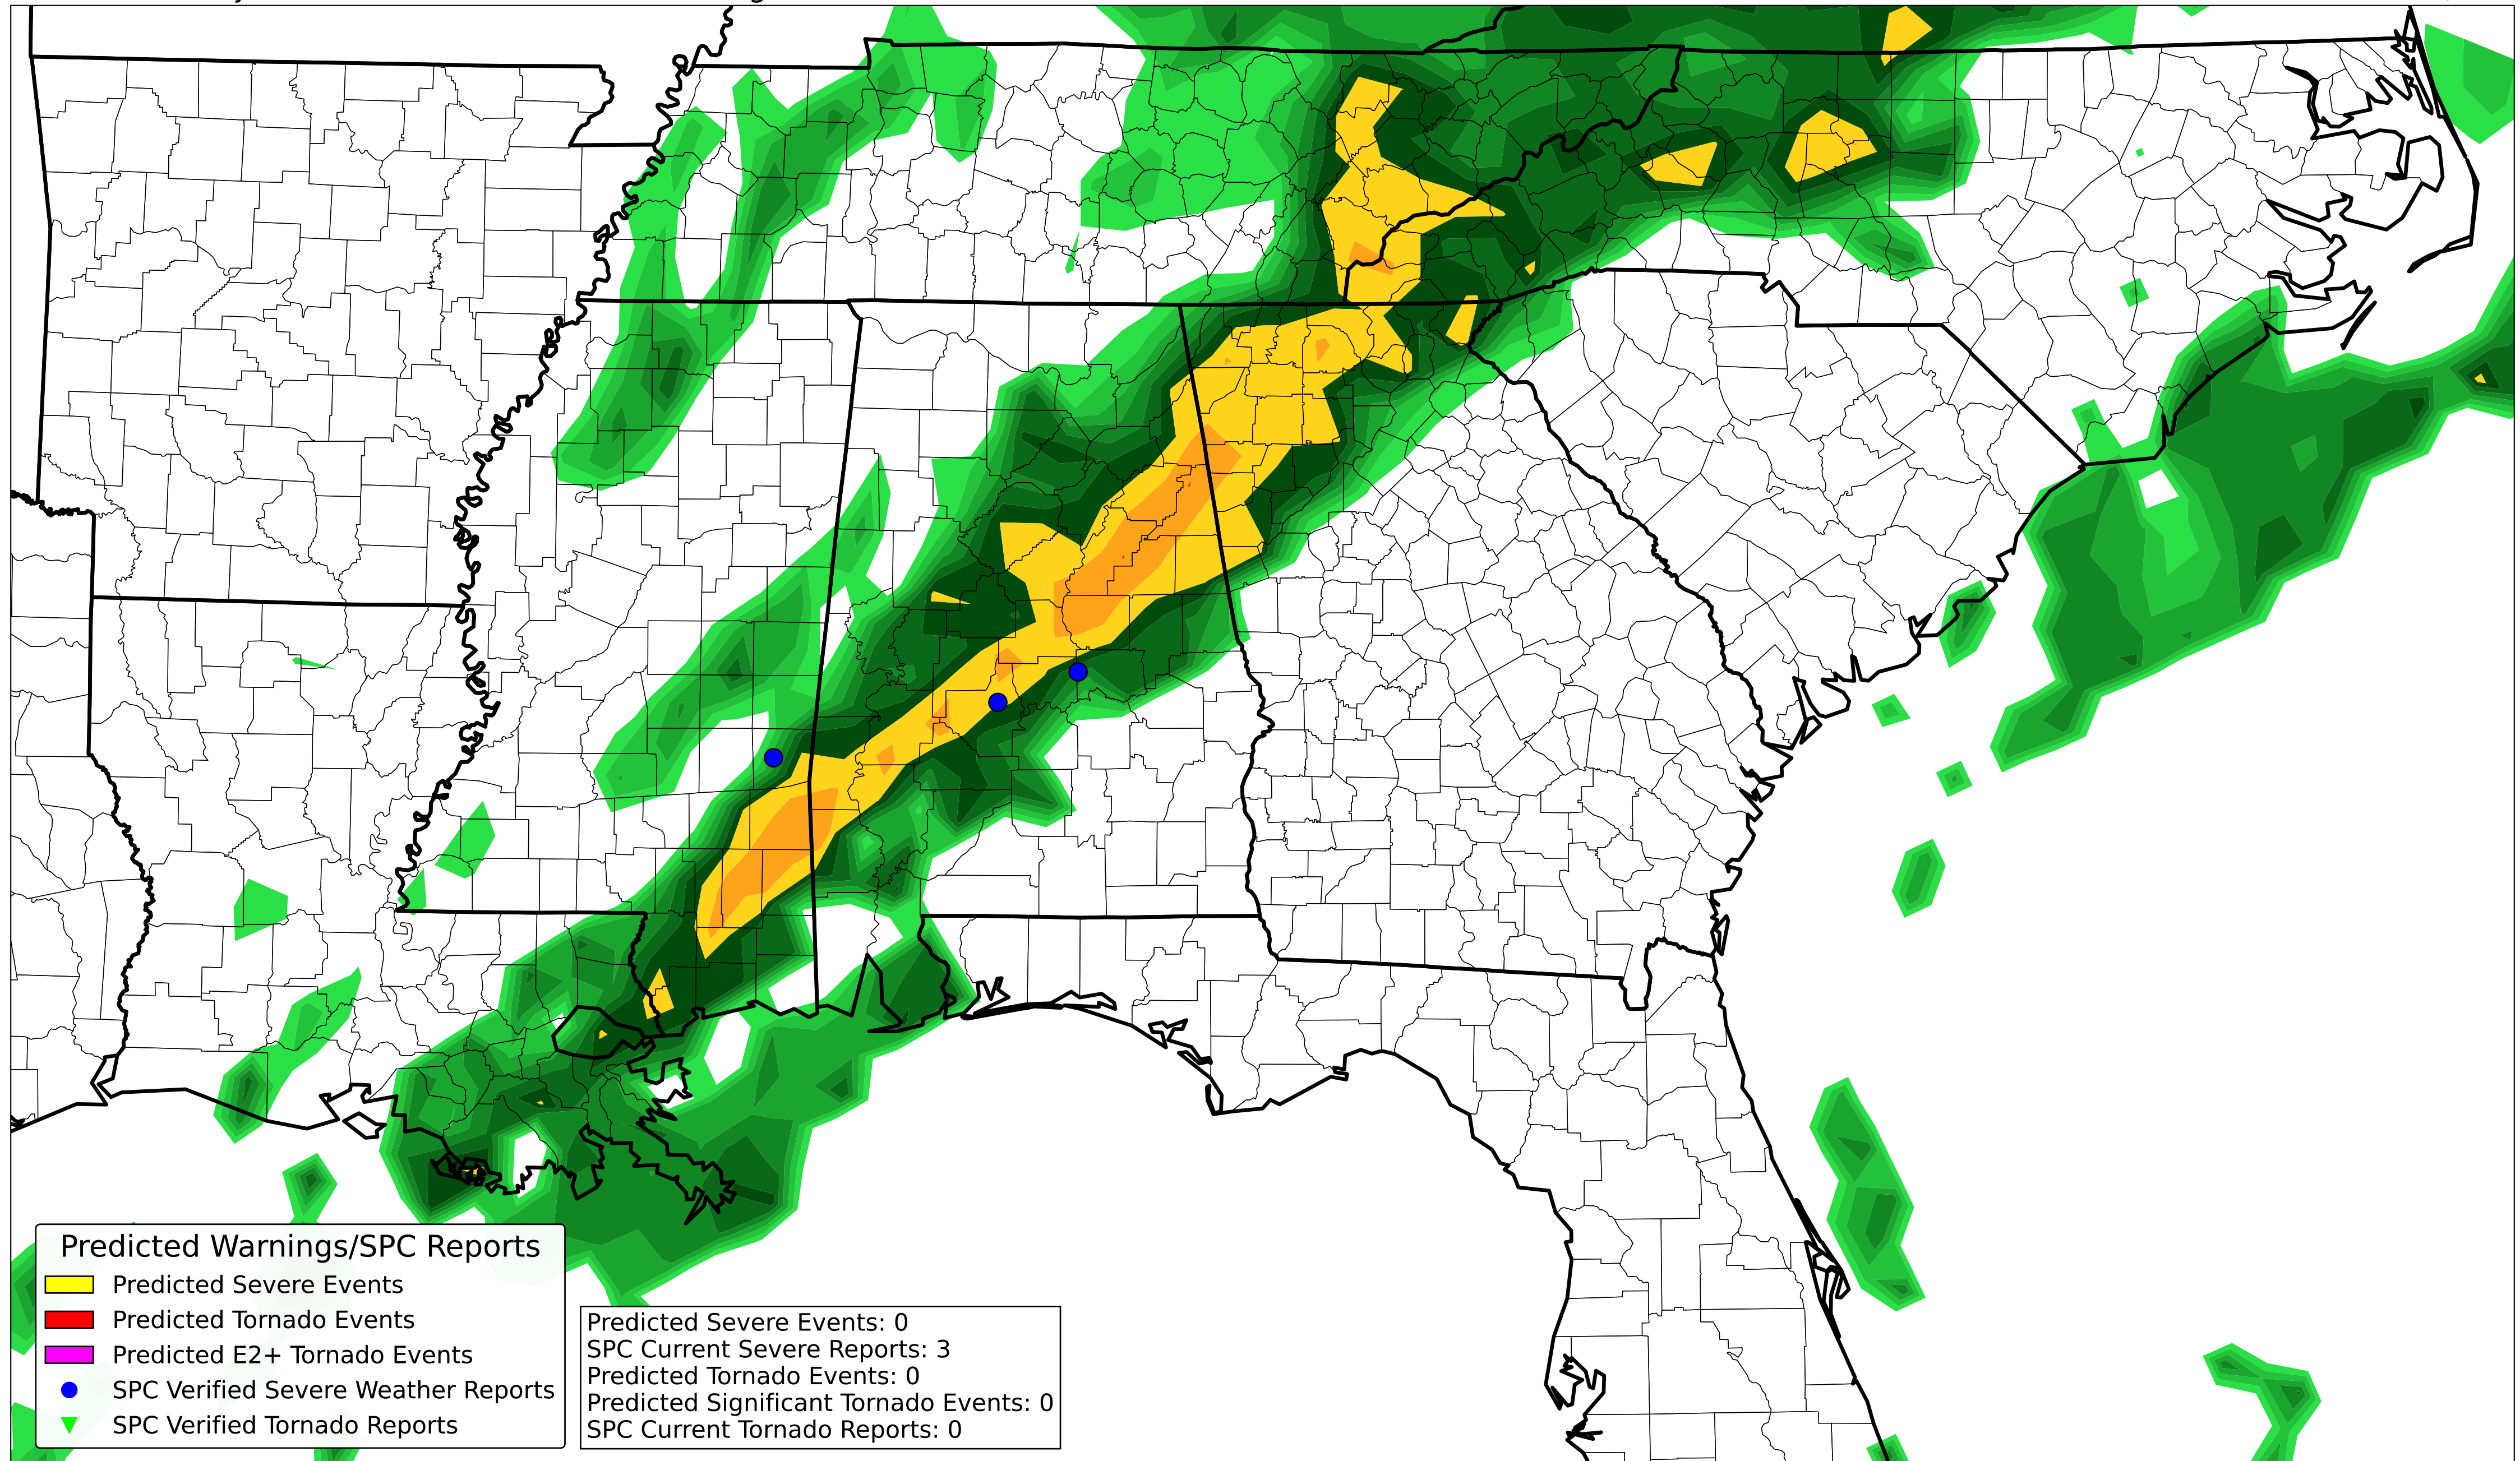 Predicted Warnings/SPC Reports
Predicted Severe Events
Predicted Tornado Events
Predicted E2+ Tornado Events
SPC Verified Severe Weather Reports
SPC Verified Tornado Reports
Predicted Severe Events: 0
SPC Current Severe Reports: 3
Predicted Tornado Events: 0
Predicted Significant Tornado Events: 0
SPC Current Tornado Reports: 0